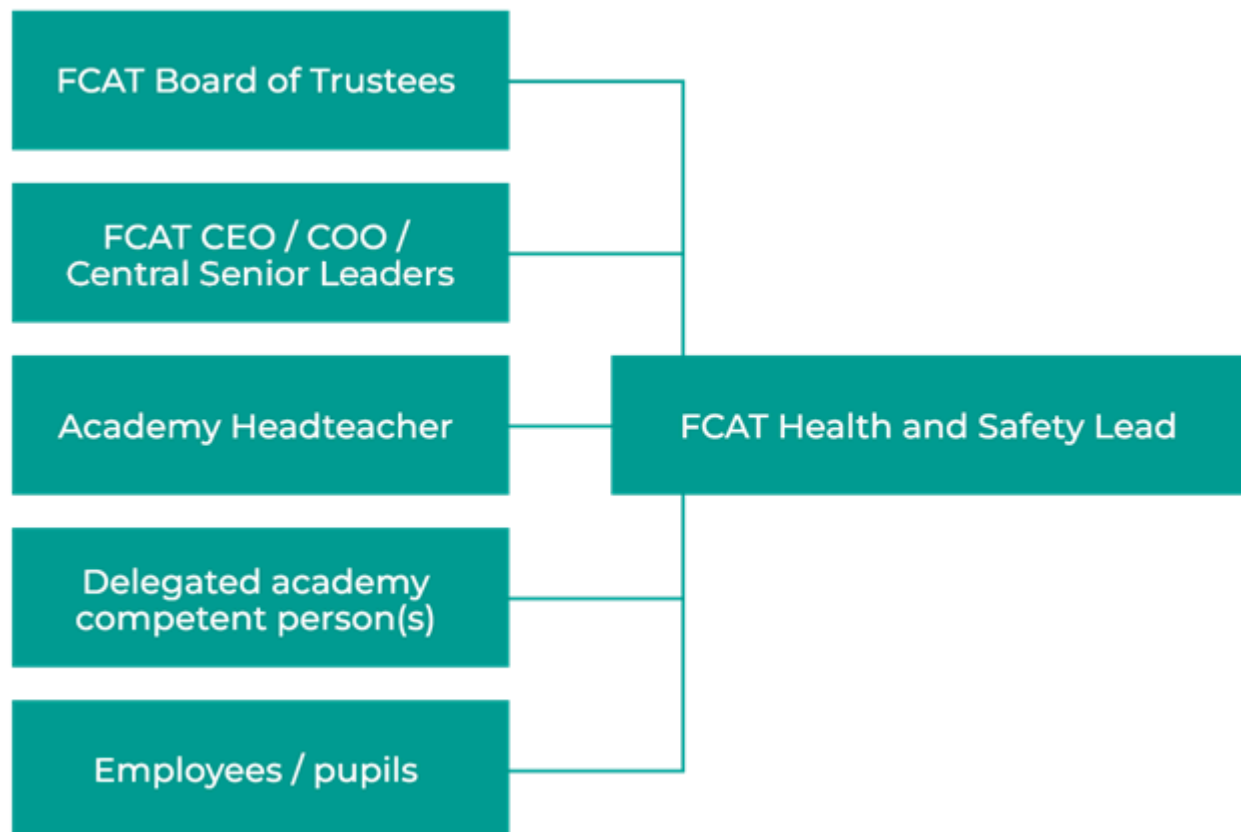 FCAT Board of Trustees
FCAT CEO / COO /
Central Senior Leaders
Academy Headteacher
FCAT Health and Safety Lead
Delegated academy
competent person(s)
Employees / pupils